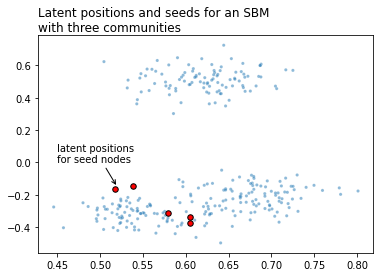 Latent positions and seeds for an SBM
with three communities
0.6
0.4
0.2
0.0
−0.2
−0.4
latent positions
for seed nodes
0.45 0.50 0.55 0.60 0.65 0.70 0.75 0.80